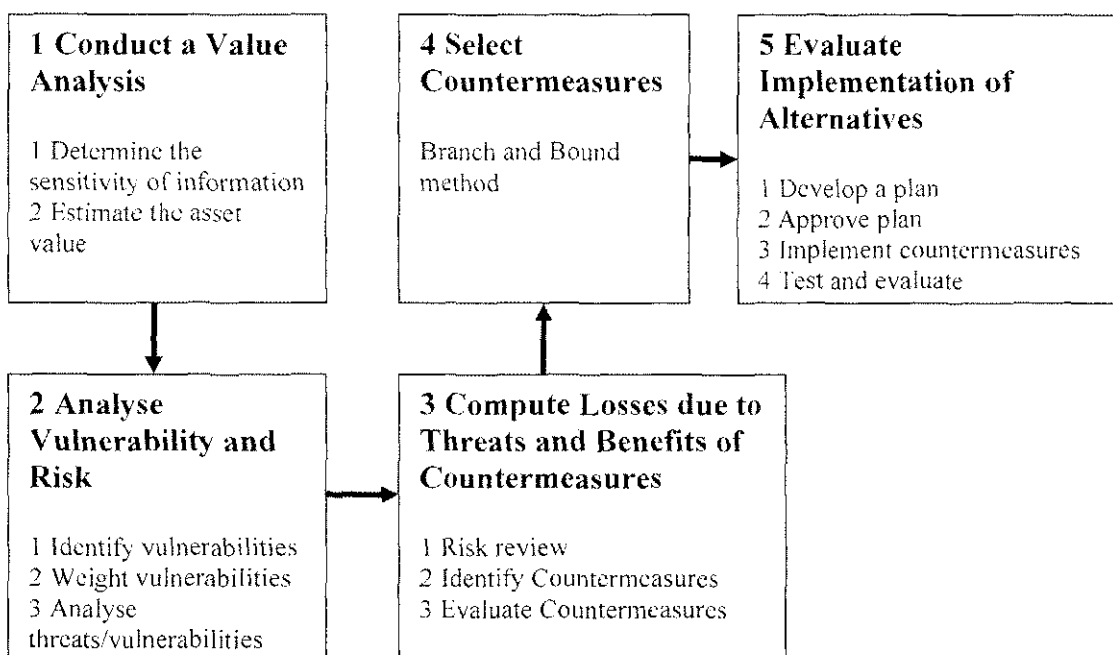 1 Conduct a Value
Analysis
1 Determine the
sensitivity of information
2 Estimate the asset
value
2 Analyse
Vulnerability and
Risk
1 Identify vulnerabilities
2 Weight vulnerabilities
3 Analyse
threats/vulnerabilities
3 Compute Losses due to
Threats and Benefits of
Countermeasures
1 Risk review
2 Identify Countermeasures
3 Evaluate Countermeasures
4 Select
Countermeasures
Branch and Bound
method
5 Evaluate
Implementation of
Alternatives
1 Develop a plan
2 Approve plan
3 Implement countermeasures
4 Test and evaluate